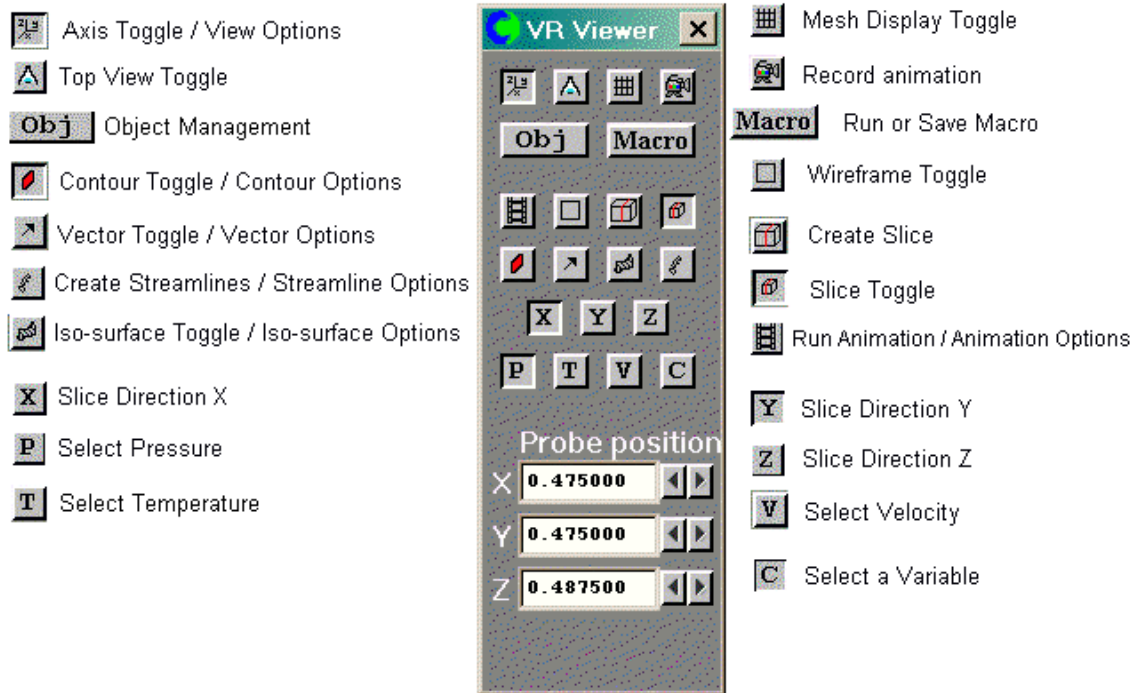 Axis Toggle / View Options
Top View Toggle
Obj Object Management
Contour Toggle / Contour Options
Vector Toggle / Vector Options
Create Streamlines / Streamline Options
Iso-surface Toggle / Iso-surface Options
X Slice Direction X
P Select Pressure
T Select Temperature
VR Viewer
Obj Macro
X Y Z
P T V C
Probe position
X 0.475000
Y 0.475000
Z 0.487500
Mesh Display Toggle
Record animation
Macro Run or Save Macro
Wireframe Toggle
Create Slice
Slice Toggle
Run Animation / Animation Options
Y Slice Direction Y
Z Slice Direction Z
V Select Velocity
C Select a Variable